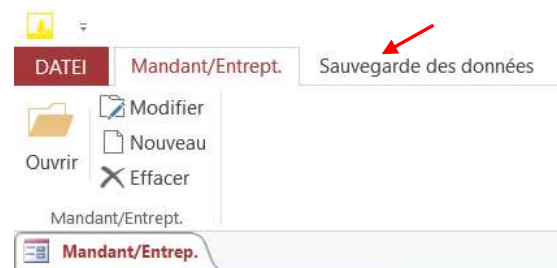 DATEI Mandant/Entrept. Sauvegarde des données
Modifier
Nouveau
Ouvrir
Effacer
Mandant/Entrept.
Mandant/Entrep.